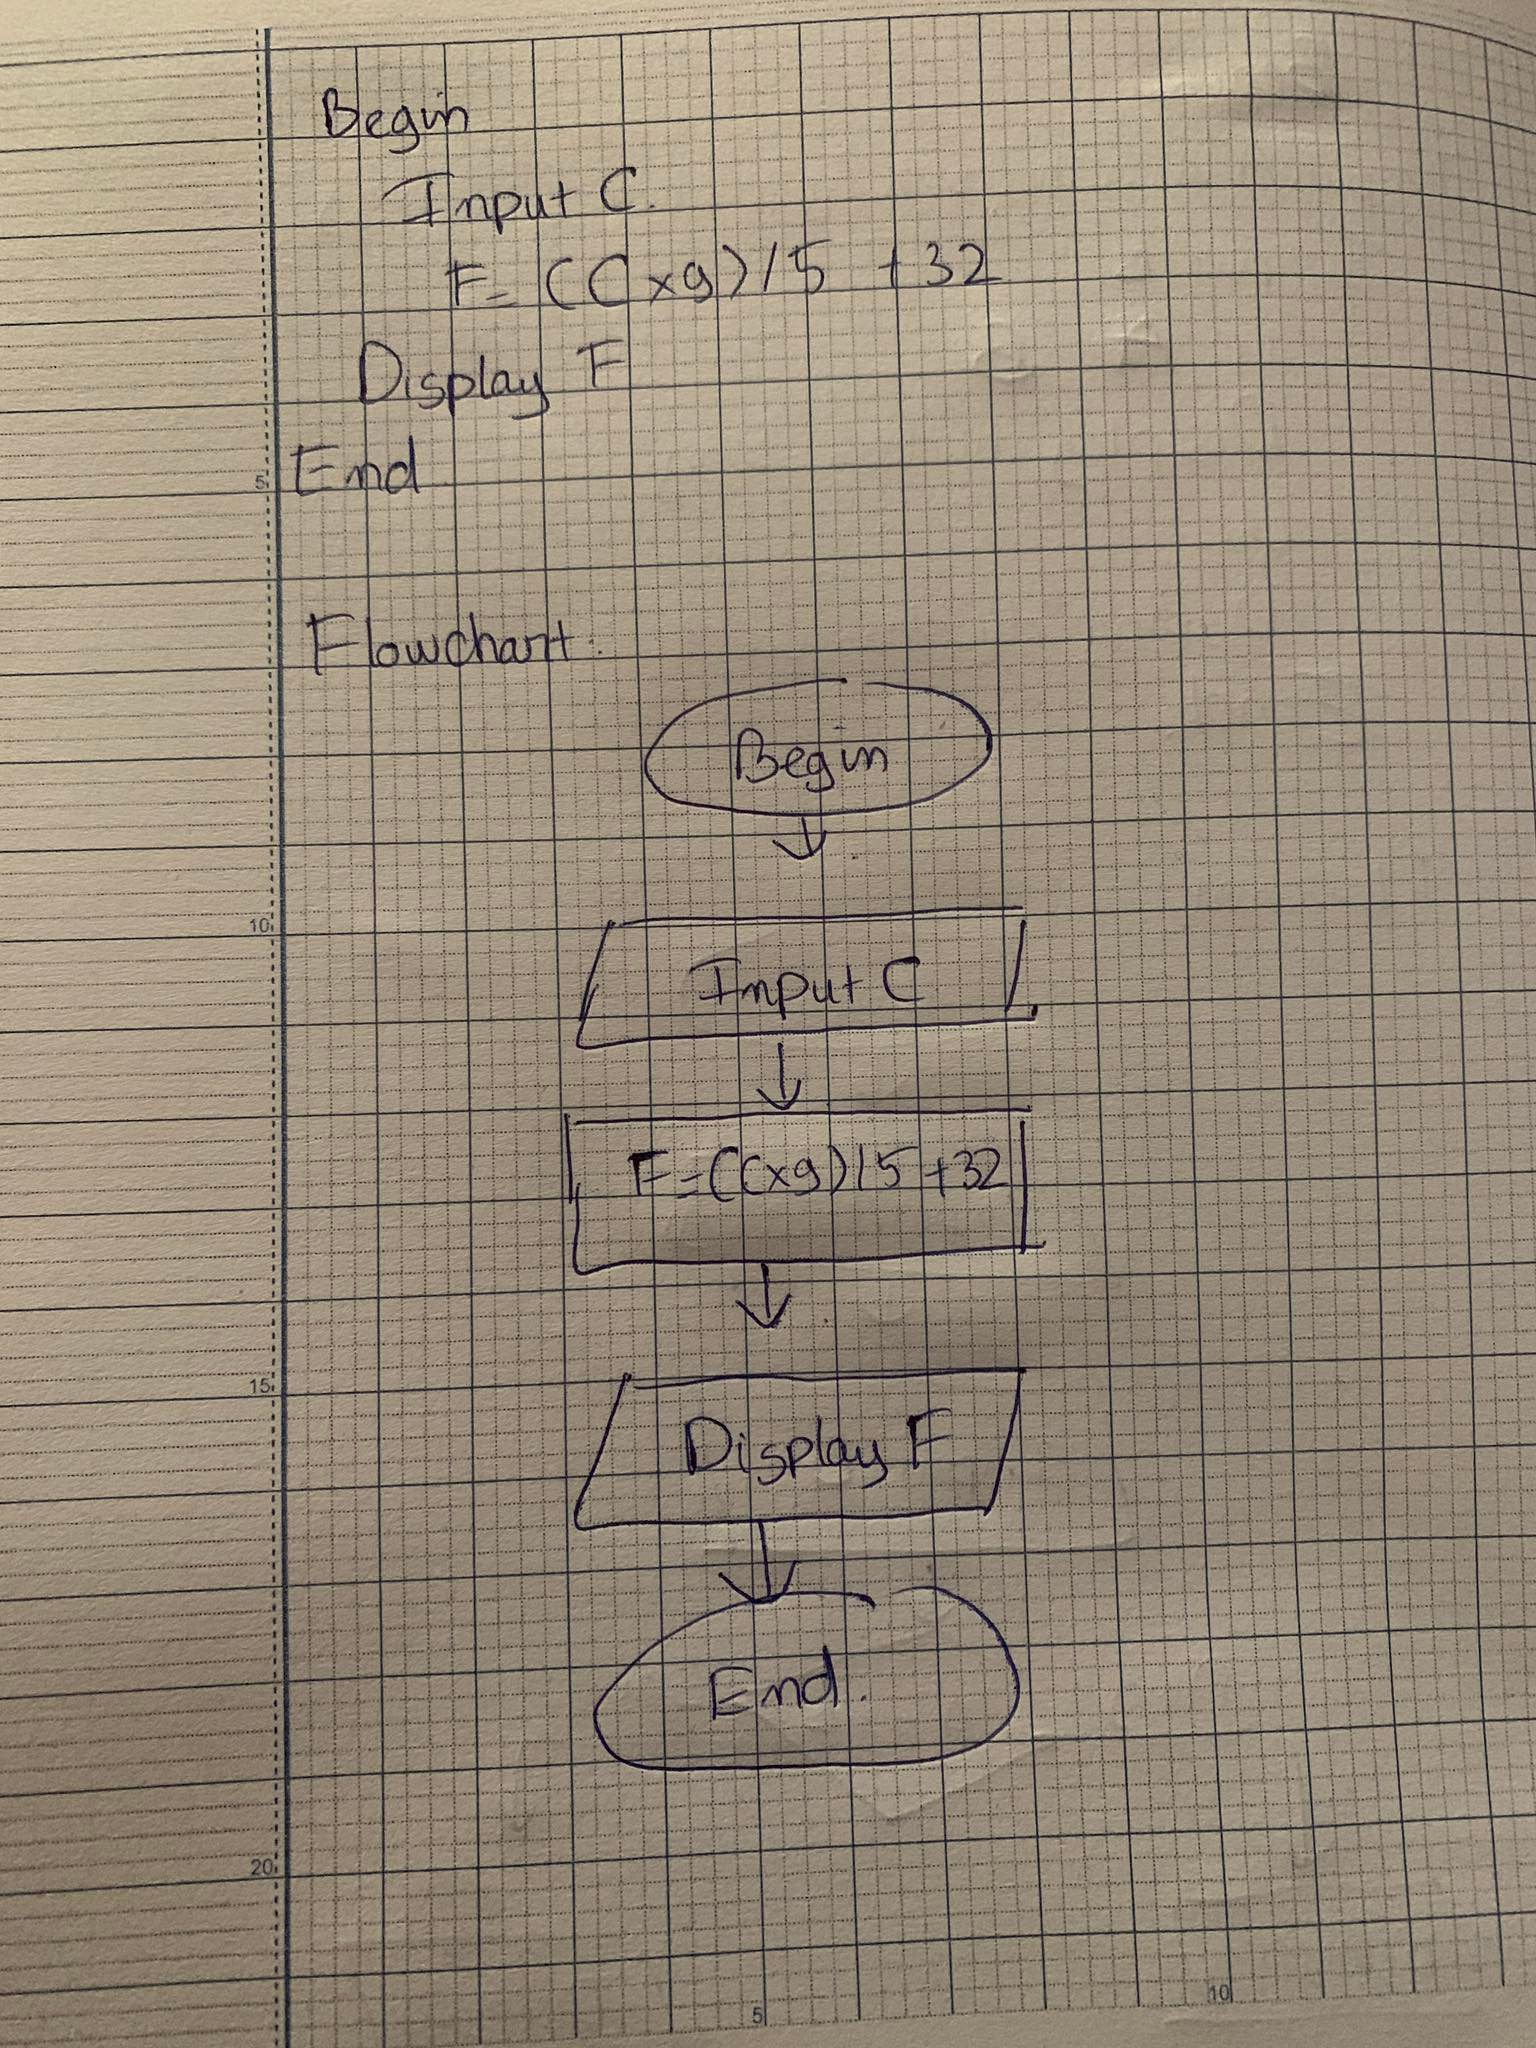 Begin
Input C.
F= (C x 9) / 5 + 32
Display F
5
End
Flowchart:
Begin
10
Input C
F=(Cx9)/5+32
15
Display F
End.
20
5
10